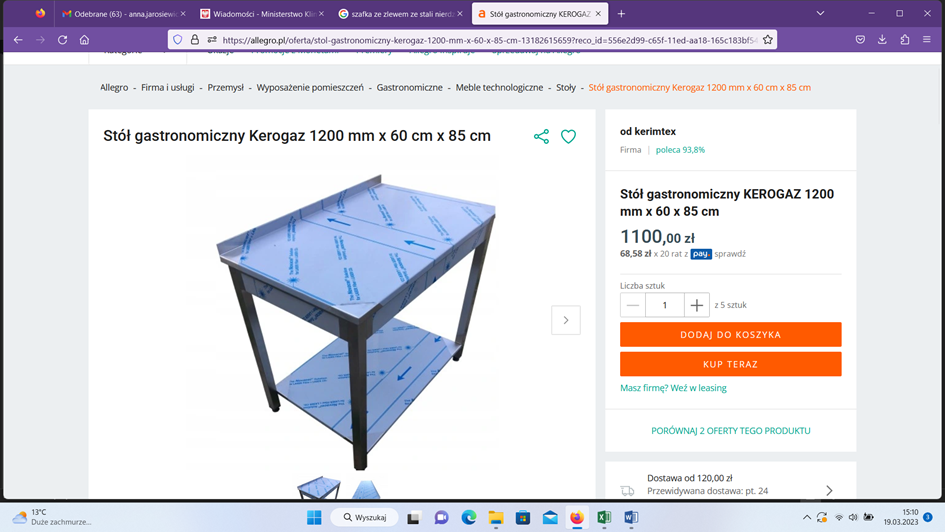 Odebrane (63) - anna.jarosiewic
Wiadomości - Ministerstwo Kli
szafka ze zlewem ze stali nierdz
Stół gastronomiczny KEROGAZ
https://allegro.pl/oferta/stol-gastronomiczny-kerogaz-1200-mm-x-60-x-85-cm-13182615659?reco_id=556e2d99-c65f-11ed-aa18-165c183bf5
Allegro - Firma i usługi - Przemysł - Wyposażenie pomieszczeń - Gastronomiczne - Meble technologiczne - Stoły - Stół gastronomiczny Kerogaz 1200 mm x 60 cm x 85 cm
Stół gastronomiczny Kerogaz 1200 mm x 60 cm x 85 cm
od kerimtex
Firma | poleca 93,8%
Stół gastronomiczny KEROGAZ 1200
mm x 60 x 85 cm
1100,00 zł
68,58 zł x 20 rat z pay sprawdź
Liczba sztuk
1 z 5 sztuk
DODAJ DO KOSZYKA
KUP TERAZ
Masz firmę? Weź w leasing
PORÓWNAJ 2 OFERTY TEGO PRODUKTU
Dostawa od 120,00 zł
Przewidywana dostawa: pt. 24
13°C
Duże zachmurze...
Wyszukaj
15:10
19.03.2023
3